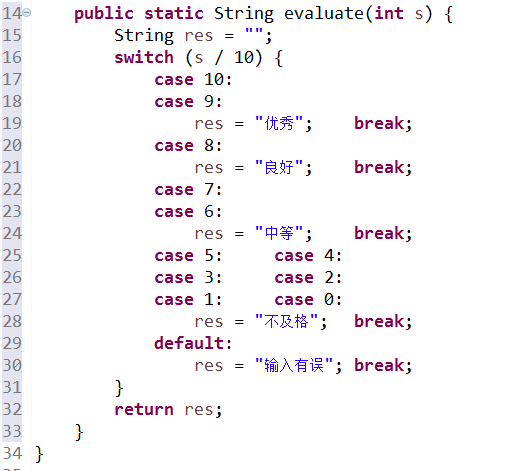 14 public static String evaluate(int s) {
15 String res = "";
16 switch (s / 10) {
17 case 10:
18 case 9:
19 res = "优秀"; break;
20 case 8:
21 res = "良好"; break;
22 case 7:
23 case 6:
24 res = "中等"; break;
25 case 5: case 4:
26 case 3: case 2:
27 case 1: case 0:
28 res = "不及格"; break;
29 default:
30 res = "输入有误"; break;
31 }
32 return res;
33 }
34 }